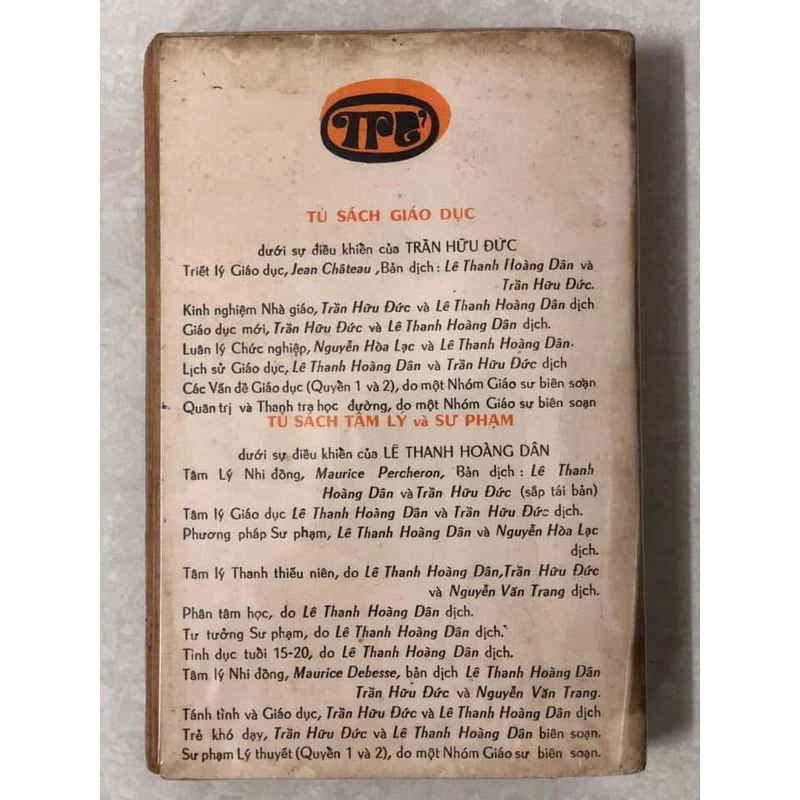 TPE
TỦ SÁCH GIÁO DỤC
dưới sự điều khiển của TRẦN HỮU ĐỨC
Triết lý Giáo dục, Jean Château, Bản dịch : Lê Thanh Hoàng Dân và
Trần Hữu Đức.
Kinh nghiệm Nhà giáo, Trần Hữu Đức và Lê Thanh Hoàng Dân dịch
Giáo dục mới, Trần Hữu Đức và Lê Thanh Hoàng Dân dịch.
Luân lý Chức nghiệp, Nguyễn Hòa Lạc và Lê Thanh Hoàng Dân.
Lịch sử Giáo dục, Lê Thanh Hoàng Dân và Trần Hữu Đức dịch
Các Vấn đề Giáo dục (Quyển 1 và 2), do một Nhóm Giáo sư biên soạn
Quản trị và Thanh tra học đường, do một Nhóm Giáo sư biên soạn
TỦ SÁCH TÂM LÝ và SƯ PHẠM
dưới sự điều khiển của LÊ THANH HOÀNG DÂN
Tâm Lý Nhi đồng, Maurice Percheron, Bản dịch : Lê Thanh
Hoàng Dân và Trần Hữu Đức (sắp tái bản)
Tâm lý Giáo dục Lê Thanh Hoàng Dân và Trần Hữu Đức dịch.
Phương pháp Sư phạm, Lê Thanh Hoàng Dân và Nguyễn Hòa Lạc
dịch.
Tâm lý Thanh thiếu niên, do Lê Thanh Hoàng Dân, Trần Hữu Đức
và Nguyễn Văn Trang dịch.
Phân tâm học, do Lê Thanh Hoàng Dân dịch.
Tư tưởng Sư phạm, do Lê Thanh Hoàng Dân dịch.
Tình dục tuổi 15-20, do Lê Thanh Hoàng Dân dịch.
Tâm lý Nhi đồng, Maurice Debesse, bản dịch Lê Thanh Hoàng Dân
Trần Hữu Đức và Nguyễn Văn Trang.
Tánh tình và Giáo dục, Trần Hữu Đức và Lê Thanh Hoàng Dân dịch
Trẻ khó dạy, Trần Hữu Đức và Lê Thanh Hoàng Dân biên soạn.
Sư phạm Lý thuyết (Quyển 1 và 2), do một Nhóm Giáo sư biên soạn.